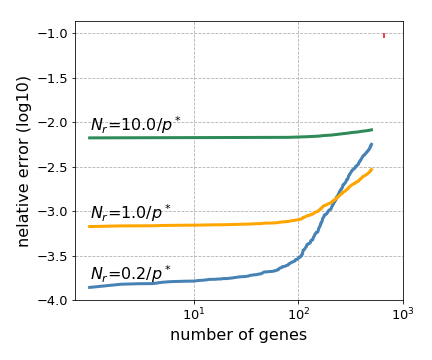 −1.0
−1.5
−2.0
−2.5
−3.0
−3.5
−4.0
nelative error (log10)
N_r=10.0/p*
N_r=1.0/p*
N_r=0.2/p*
10^1 10^2 10^3
number of genes